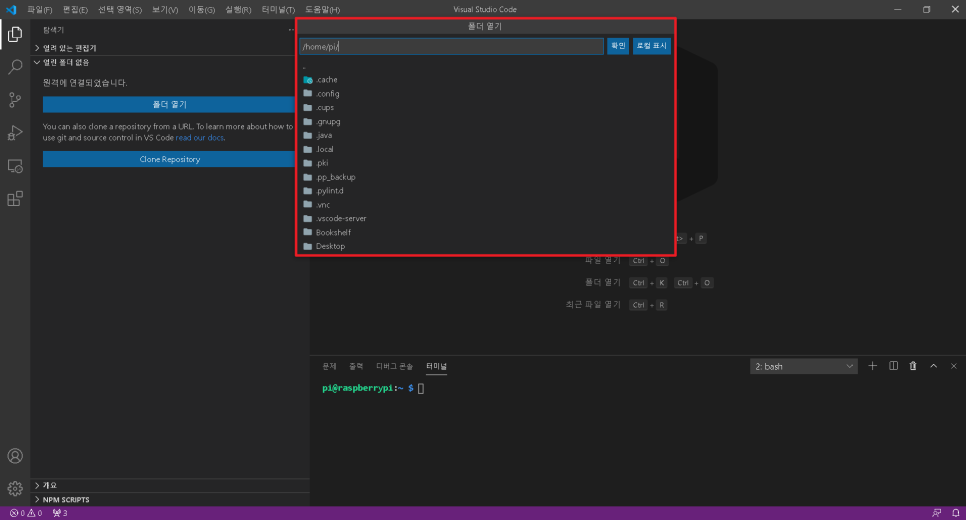 파일(F) 편집(E) 선택 영역(S) 보기(V) 이동(G) 실행(R) 터미널(T) 도움말(H) Visual Studio Code
탐색기 ...
열려 있는 편집기
열린 폴더 없음
원격에 연결되었습니다.
폴더 열기
You can also clone a repository from a URL. To learn more about how to
use git and source control in VS Code read our docs.
Clone Repository
폴더 열기
/home/pi/
확인 로컬 표시
..
.cache
.config
.cups
.gnupg
.java
.local
.pki
.pp_backup
.pylint.d
.vnc
.vscode-server
Bookshelf
Desktop
+ P
파일 열기 Ctrl + O
폴더 열기 Ctrl + K Ctrl + O
최근 파일 열기 Ctrl + R
문제 출력 디버그 콘솔 터미널 2: bash
pi@raspberrypi:~ $
개요
NPM SCRIPTS
0 0 3